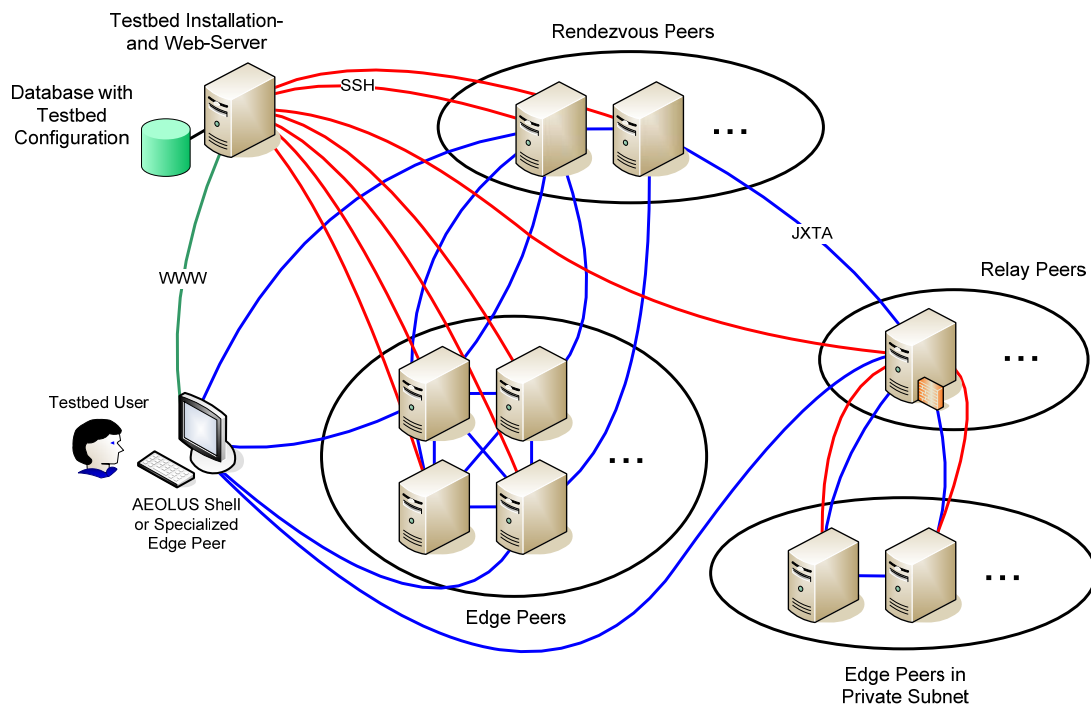 Testbed Installation-
and Web-Server
Rendezvous Peers
SSH
Database with
Testbed
Configuration
...
JXTA
WWW
Relay Peers
...
Testbed User
...
AEOLUS Shell
or Specialized
Edge Peer
...
Edge Peers
Edge Peers in
Private Subnet